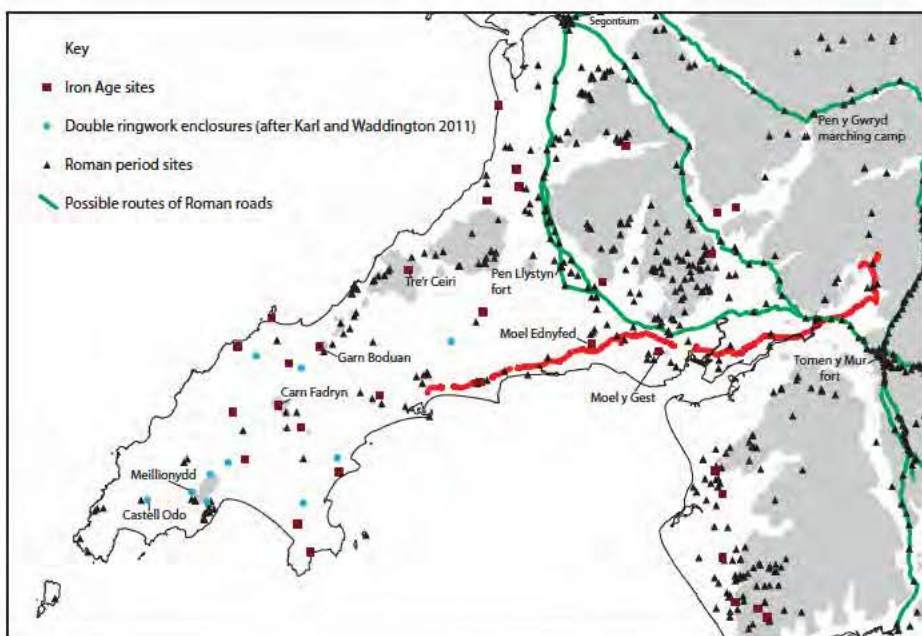 Segontium
Key
Iron Age sites
Double ringwork enclosures (after Karl and Waddington 2011)
Roman period sites
Possible routes of Roman roads
Pen y Gwryd
marching camp
Tre'r Ceiri
Pen Llystyn
fort
Moel Ednyfed
Garn Boduan
Tomen y Mur
fort
Carn Fadryn
Moel y Gest
Meillionydd
Castell Odo